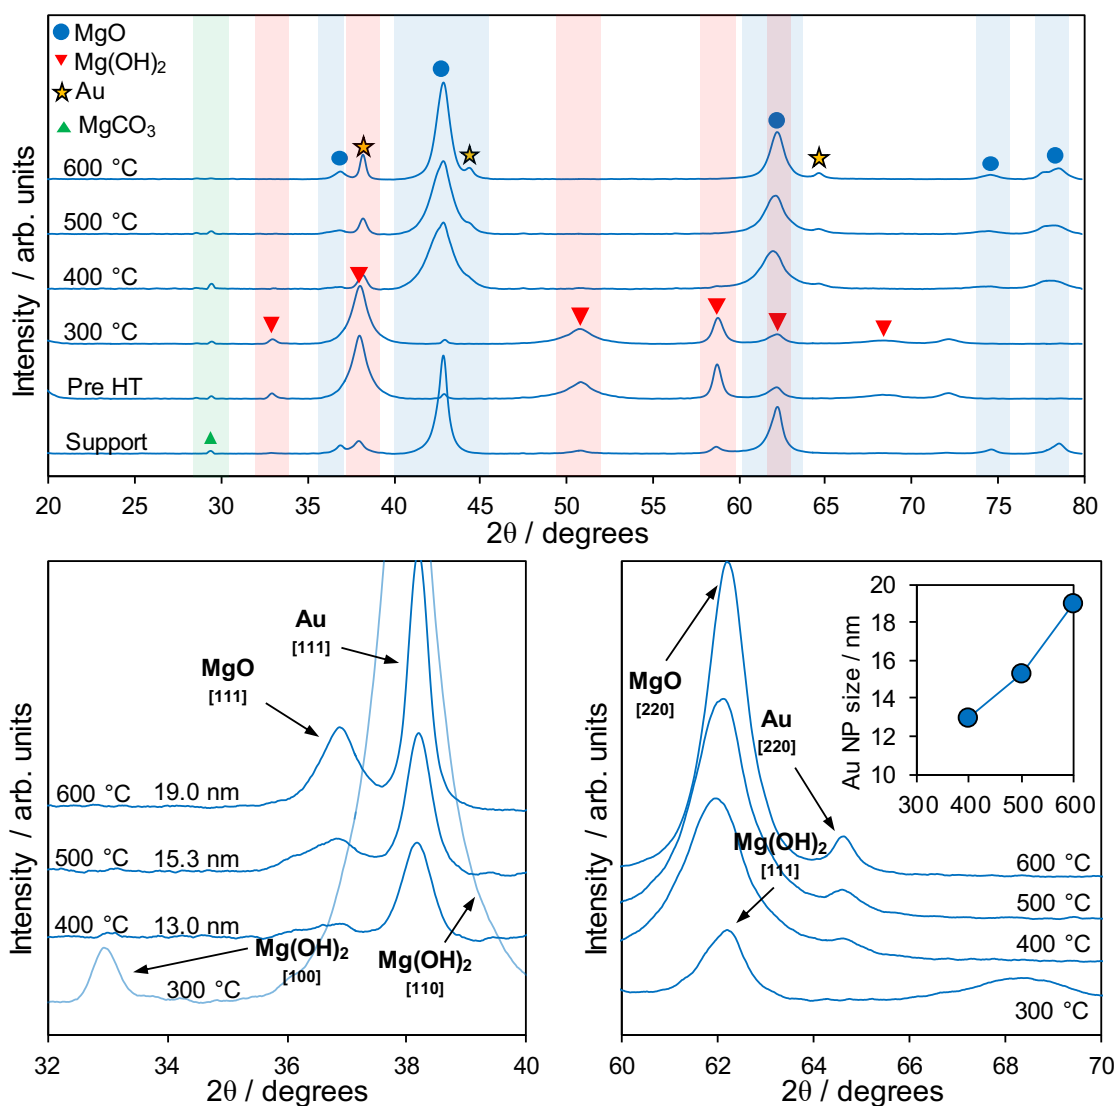 MgO
Mg(OH)2
Au
MgCO3
600 °C
500 °C
400 °C
300 °C
Pre HT
Support
Intensity / arb. units
20 25 30 35 40 45 50 55 60 65 70 75 80
2θ / degrees
Au
[111]
MgO
[111]
600 °C 19.0 nm
500 °C 15.3 nm
400 °C 13.0 nm
Mg(OH)2
[100]
Mg(OH)2
[110]
300 °C
Intensity / arb. units
32 34 36 38 40
2θ / degrees
MgO
[220]
Au
[220]
Mg(OH)2
[111]
600 °C
500 °C
400 °C
300 °C
Intensity / arb. units
60 62 64 66 68 70
2θ / degrees
Au NP size / nm
20
18
16
14
12
10
300 400 500 600